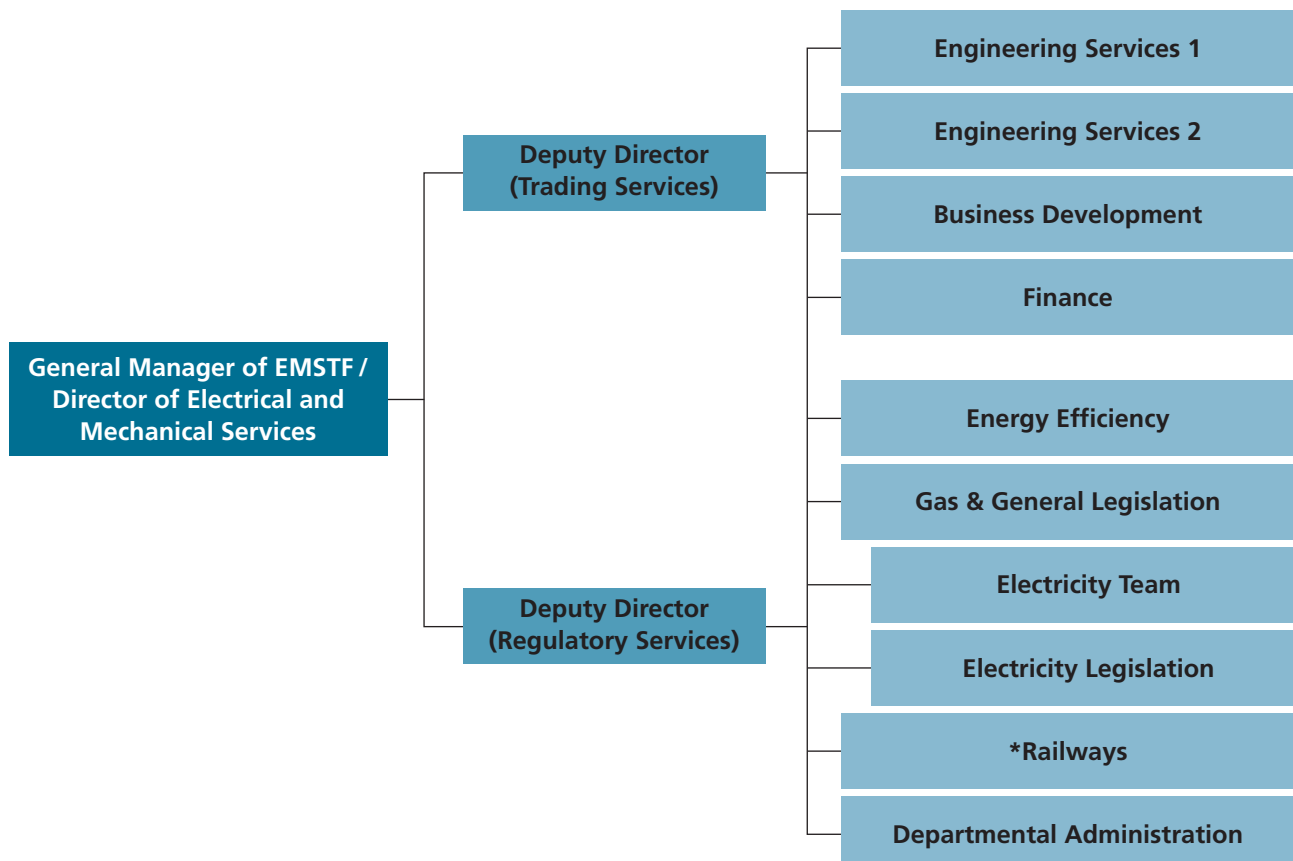 General Manager of EMSTF /
Director of Electrical and
Mechanical Services
Deputy Director
(Trading Services)
Engineering Services 1
Engineering Services 2
Business Development
Finance
Deputy Director
(Regulatory Services)
Energy Efficiency
Gas & General Legislation
Electricity Team
Electricity Legislation
*Railways
Departmental Administration